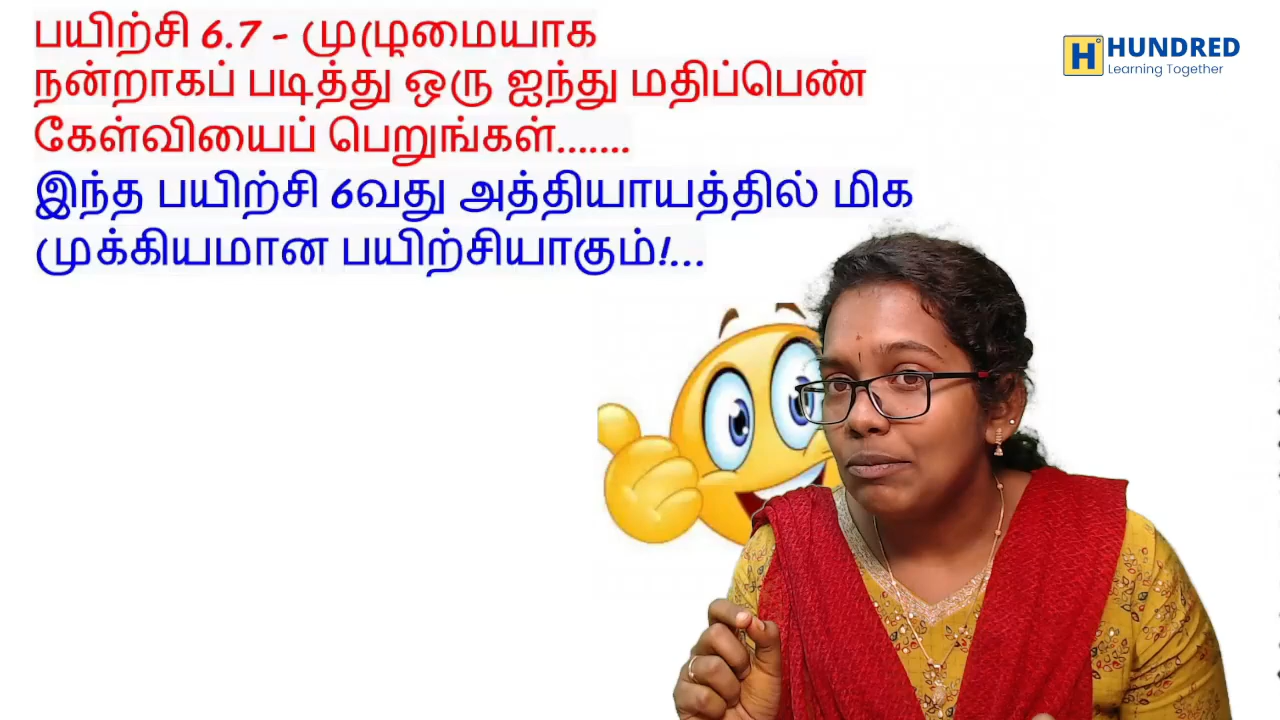 பயிற்சி 6.7 - முழுமையாக
நன்றாகப் படித்து ஒரு ஐந்து மதிப்பெண்
கேள்வியைப் பெறுங்கள்.......
இந்த பயிற்சி 6வது அத்தியாயத்தில் மிக
முக்கியமான பயிற்சியாகும்!...
H HUNDRED
Learning Together